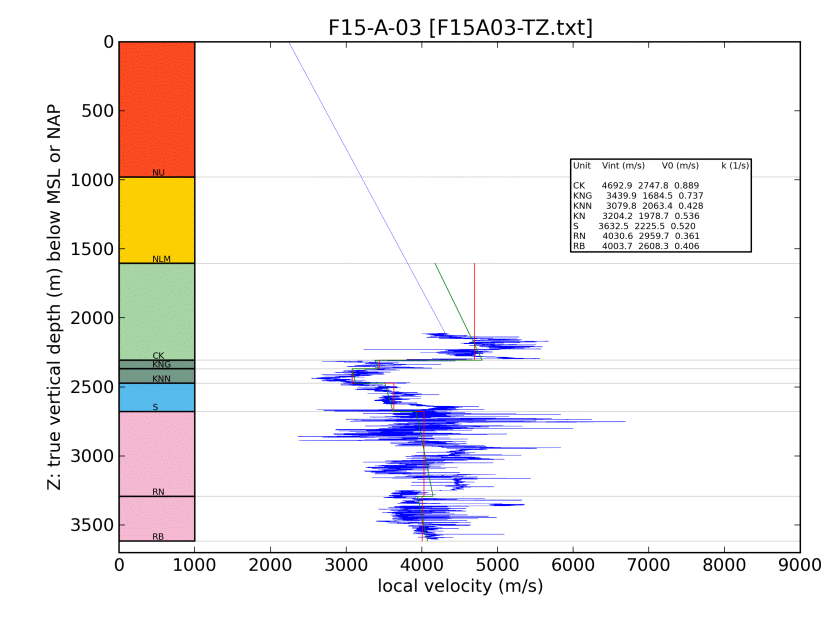 F15-A-03 [F15A03-TZ.txt]
Z: true vertical depth (m) below MSL or NAP
0
500
1000
1500
2000
2500
3000
3500
NU
NLM
CK
KNG
KNN
S
RN
RB
Unit Vint (m/s) V0 (m/s) k (1/s)
CK 4692.9 2747.8 0.889
KNG 3439.9 1684.5 0.737
KNN 3079.8 2063.4 0.428
KN 3204.2 1978.7 0.536
S 3632.5 2225.5 0.520
RN 4030.6 2959.7 0.361
RB 4003.7 2608.3 0.406
0 1000 2000 3000 4000 5000 6000 7000 8000 9000
local velocity (m/s)